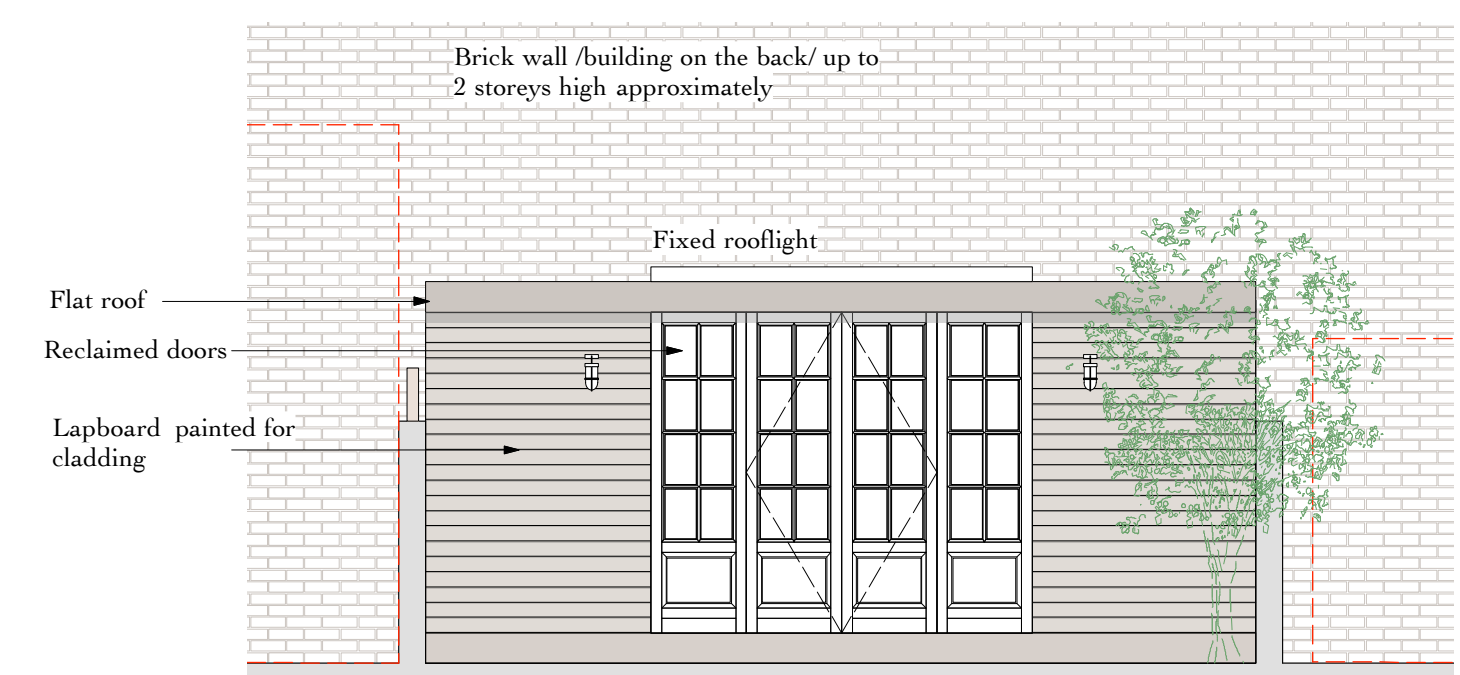 Brick wall /building on the back/ up to
2 storeys high approximately
Fixed rooflight
Flat roof
Reclaimed doors
Lapboard painted for
cladding